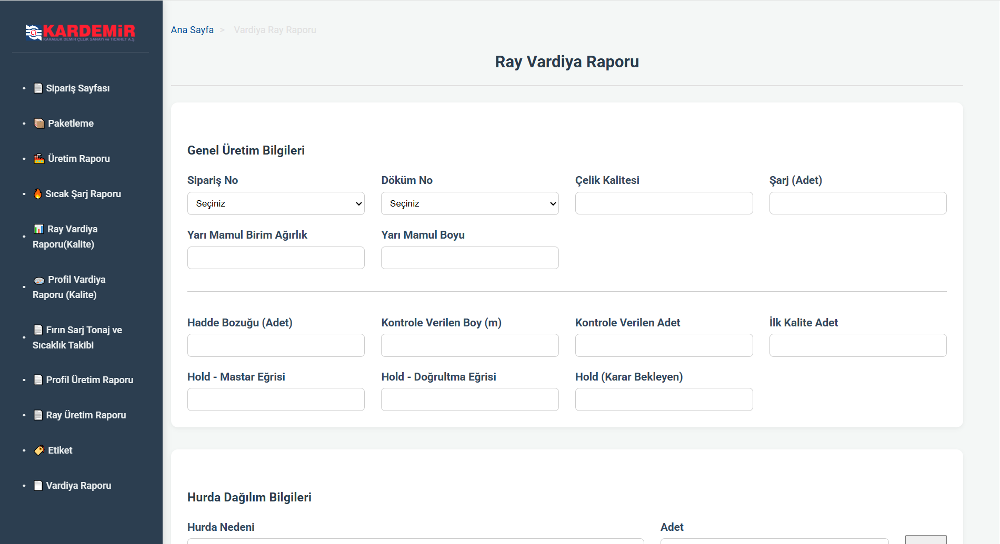 KARDEMİR
KARABÜK DEMİR ÇELİK SANAYİ ve TİCARET A.Ş.
• Sipariş Sayfası
• Paketleme
• Üretim Raporu
• Sıcak Şarj Raporu
• Ray Vardiya
Raporu(Kalite)
• Profil Vardiya
Raporu (Kalite)
• Fırın Sarj Tonaj ve
Sıcaklık Takibi
• Profil Üretim Raporu
• Ray Üretim Raporu
• Etiket
• Vardiya Raporu
Ana Sayfa > Vardiya Ray Raporu
Ray Vardiya Raporu
Genel Üretim Bilgileri
Sipariş No Döküm No Çelik Kalitesi Şarj (Adet)
Seçiniz Seçiniz
Yarı Mamul Birim Ağırlık Yarı Mamul Boyu
Hadde Bozuğu (Adet) Kontrole Verilen Boy (m) Kontrole Verilen Adet İlk Kalite Adet
Hold - Mastar Eğrisi Hold - Doğrultma Eğrisi Hold (Karar Bekleyen)
Hurda Dağılım Bilgileri
Hurda Nedeni Adet